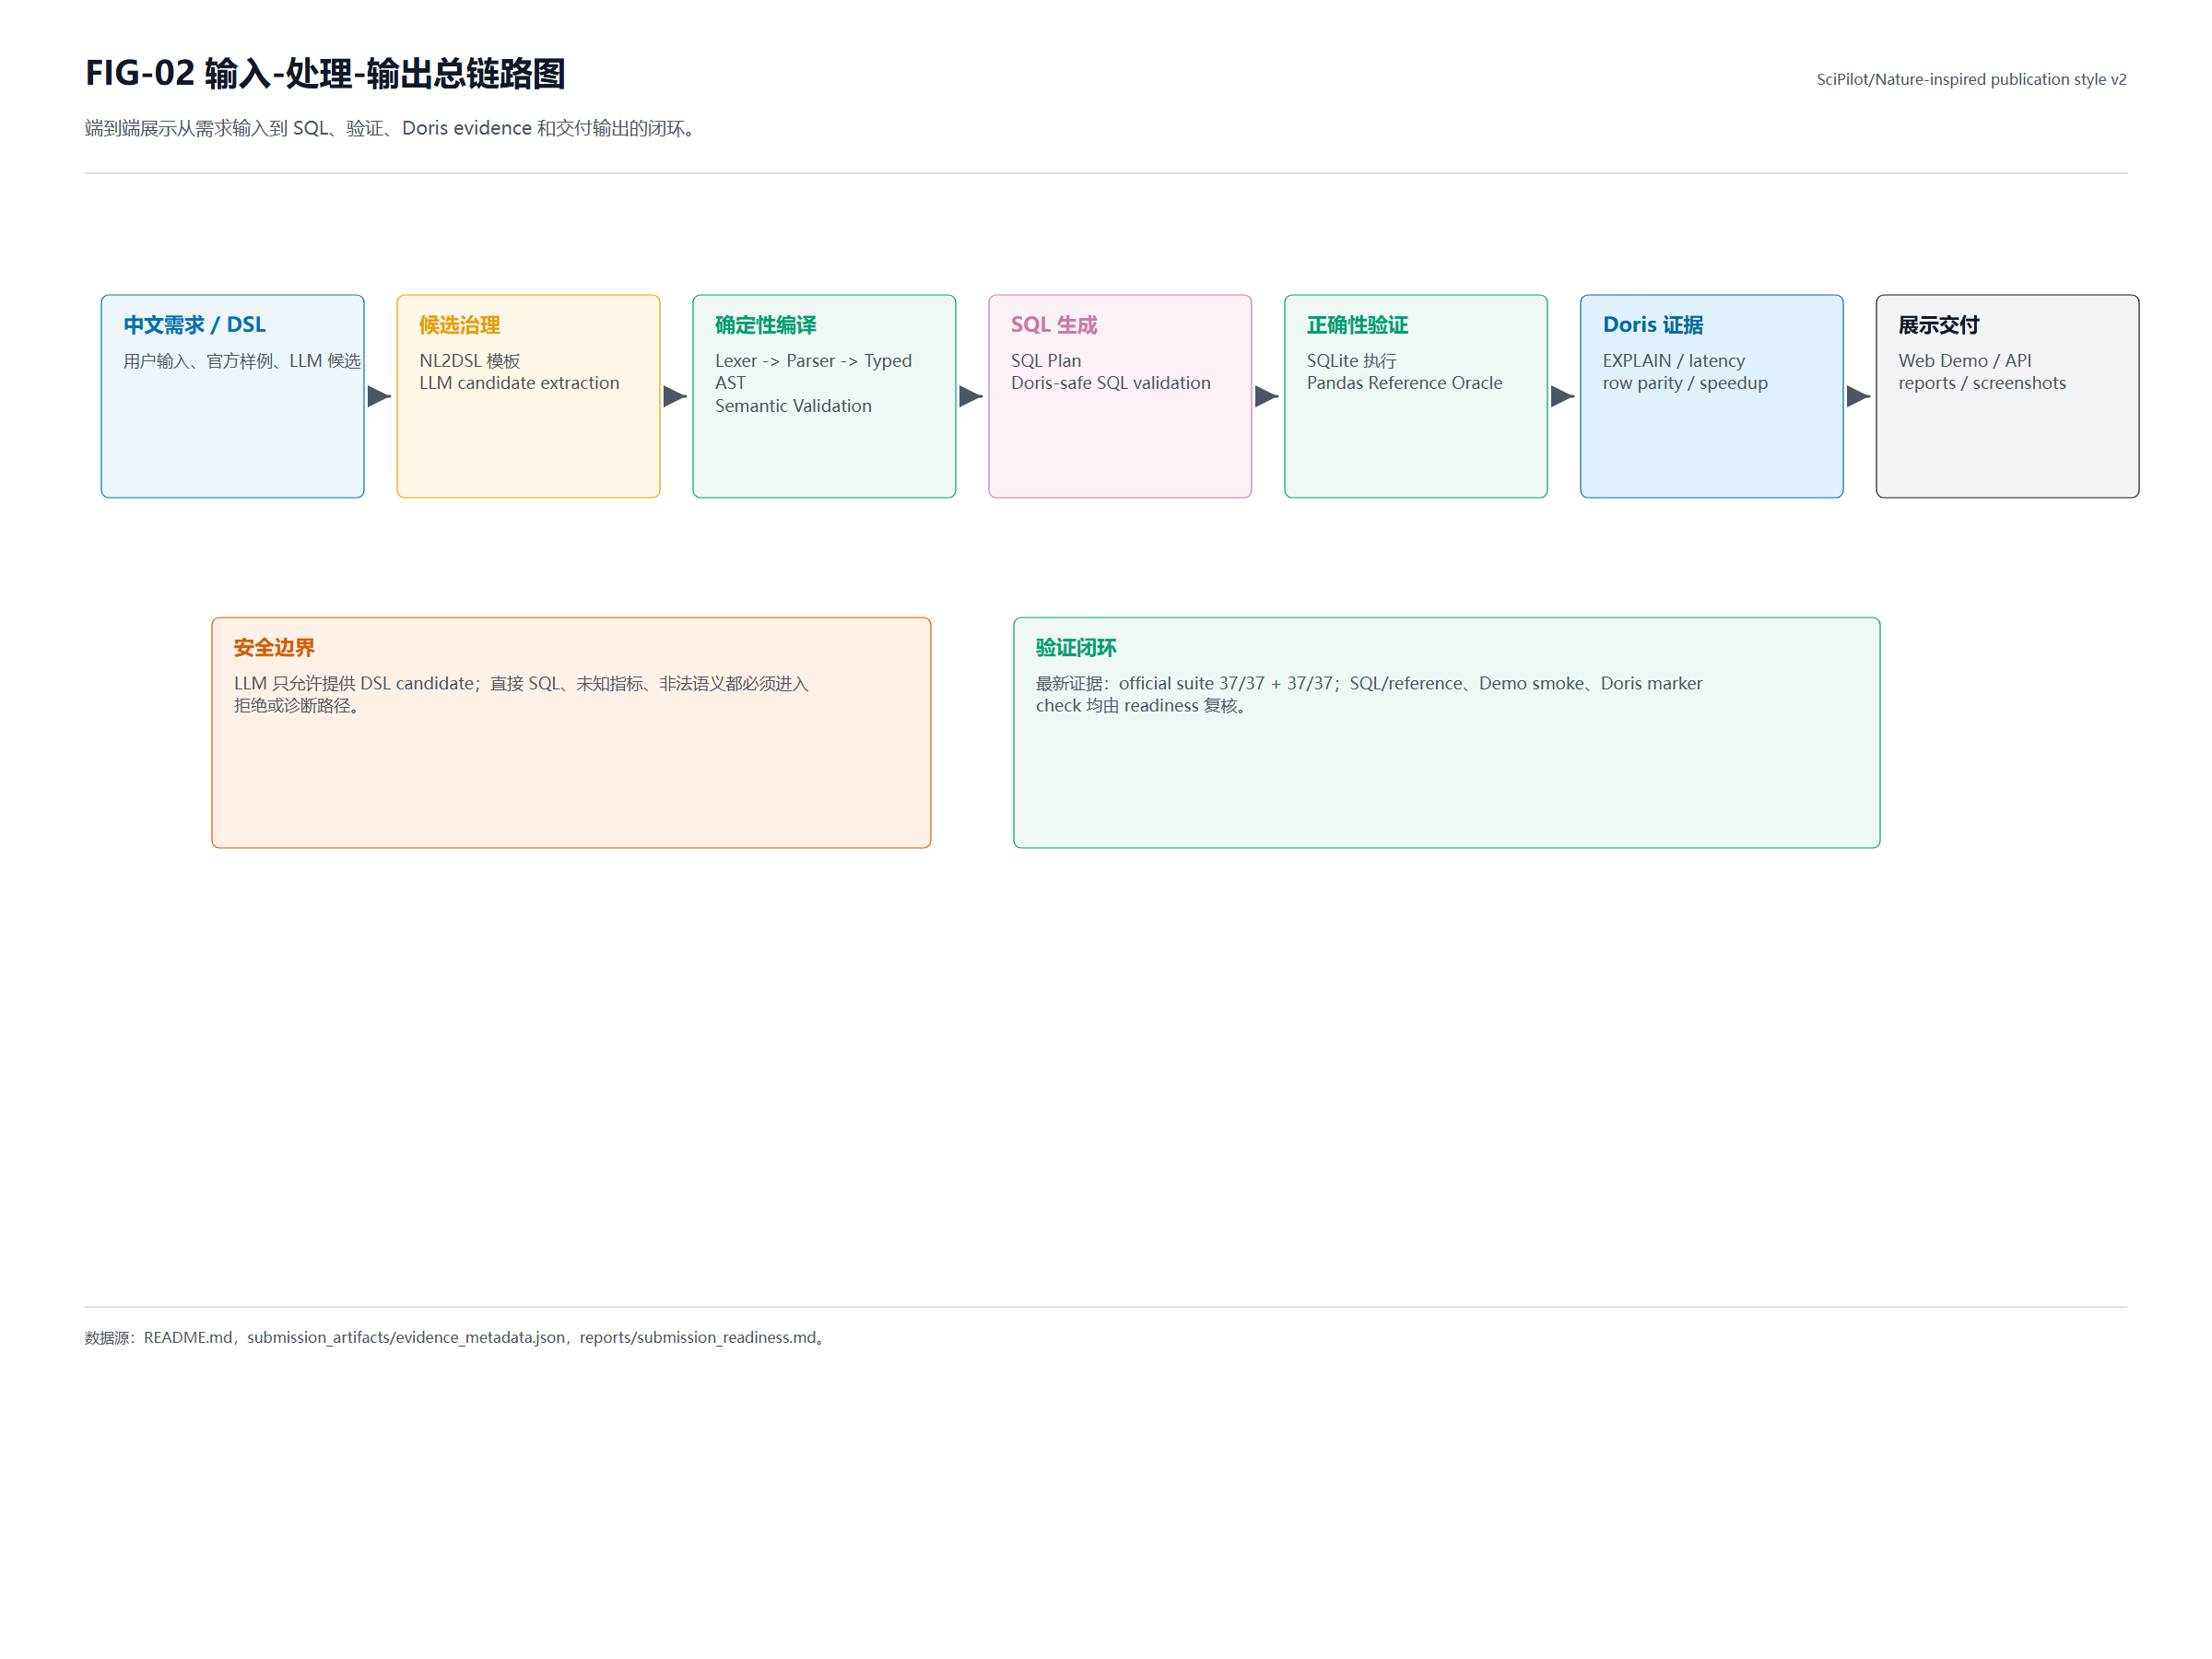 FIG-02 输入-处理-输出总链路图
SciPilot/Nature-inspired publication style v2
端到端展示从需求输入到 SQL、验证、Doris evidence 和交付输出的闭环。
中文需求 / DSL
用户输入、官方样例、LLM 候选
候选治理
NL2DSL 模板
LLM candidate extraction
确定性编译
Lexer -> Parser -> Typed
AST
Semantic Validation
SQL 生成
SQL Plan
Doris-safe SQL validation
正确性验证
SQLite 执行
Pandas Reference Oracle
Doris 证据
EXPLAIN / latency
row parity / speedup
展示交付
Web Demo / API
reports / screenshots
安全边界
LLM 只允许提供 DSL candidate；直接 SQL、未知指标、非法语义都必须进入
拒绝或诊断路径。
验证闭环
最新证据：official suite 37/37 + 37/37；SQL/reference、Demo smoke、Doris marker
check 均由 readiness 复核。
数据源：README.md，submission_artifacts/evidence_metadata.json，reports/submission_readiness.md。